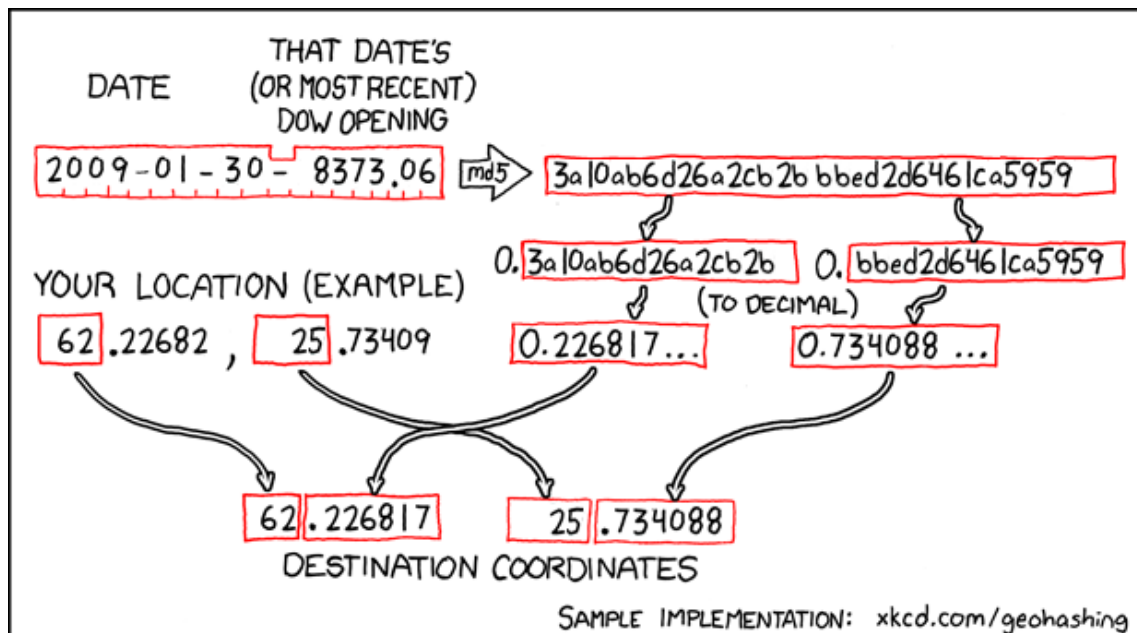 DATE
THAT DATE'S
(OR MOST RECENT)
DOW OPENING
2009-01-30-8373.06
md5
3a10ab6d26a2cb2b bbed2d6461ca5959
0.3a10ab6d26a2cb2b
0.bbed2d6461ca5959
(TO DECIMAL)
YOUR LOCATION (EXAMPLE)
62.22682, 25.73409
0.226817...
0.734088 ...
62.226817
25.734088
DESTINATION COORDINATES
SAMPLE IMPLEMENTATION: xkcd.com/geohashing